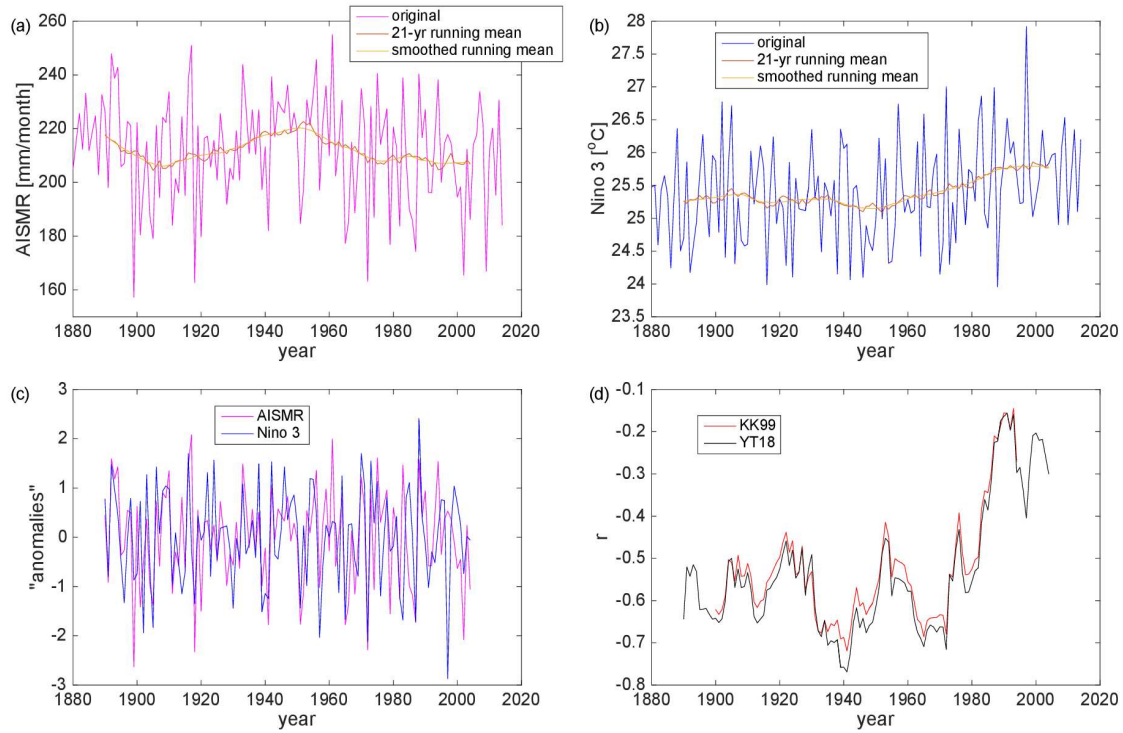 (a)
original
21-yr running mean
smoothed running mean
AISMR [mm/month]
260
240
220
200
180
160
1880 1900 1920 1940 1960 1980 2000 2020
year
(b)
original
21-yr running mean
smoothed running mean
Nino 3 [°C]
28
27.5
27
26.5
26
25.5
25
24.5
24
23.5
1880 1900 1920 1940 1960 1980 2000 2020
year
(c)
AISMR
Nino 3
"anomalies"
3
2
1
0
-1
-2
-3
1880 1900 1920 1940 1960 1980 2000 2020
year
(d)
KK99
YT18
r
-0.1
-0.2
-0.3
-0.4
-0.5
-0.6
-0.7
-0.8
1880 1900 1920 1940 1960 1980 2000 2020
year